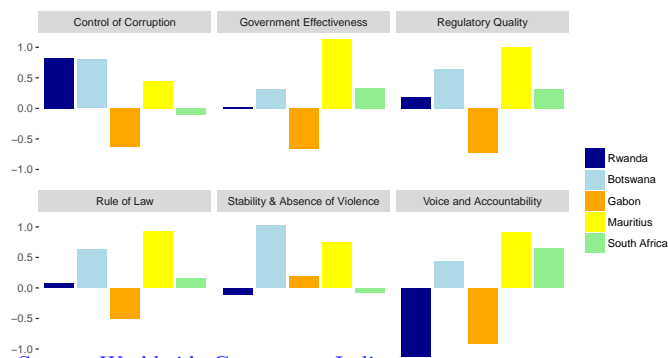 Control of Corruption
Government Effectiveness
Regulatory Quality
1.0
0.5
0.0
−0.5
−1.0
Rule of Law
Stability & Absence of Violence
Voice and Accountability
1.0
0.5
0.0
−0.5
−1.0
Rwanda
Botswana
Gabon
Mauritius
South Africa
Worldwide Governance